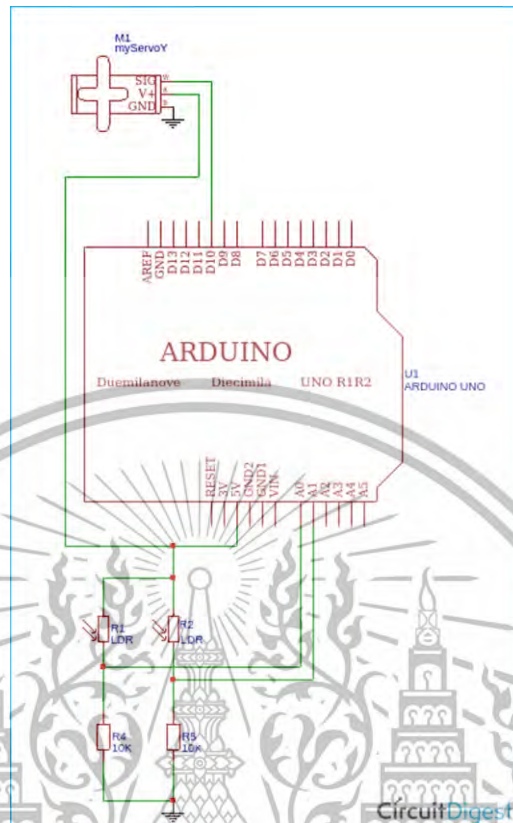 M1
myServoY
SIG
V+
GND
AREF
GND
D13
D12
D11
D10
D9
D8
D7
D6
D5
D4
D3
D2
D1
D0
ARDUINO
Duemilanove Diecimila UNO R1R2
U1
ARDUINO UNO
RESET
3V
5V
GND2
GND1
VIN
A0
A1
A2
A3
A4
A5
R1
LDR
R2
LDR
R4
10K
R5
10K
CircuitDigest